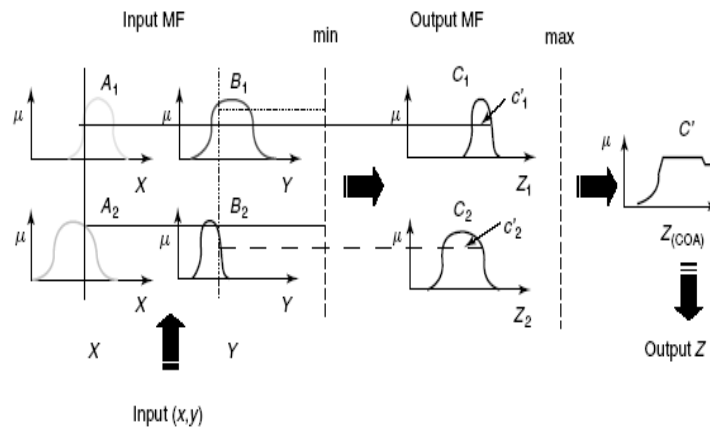 Input MF
min
Output MF
max
A1
B1
C1
c'1
μ
μ
μ
X
Y
Z1
μ
C'
Z(COA)
A2
B2
C2
c'2
μ
μ
μ
X
Y
Z2
X
Y
Output Z
Input (x,y)